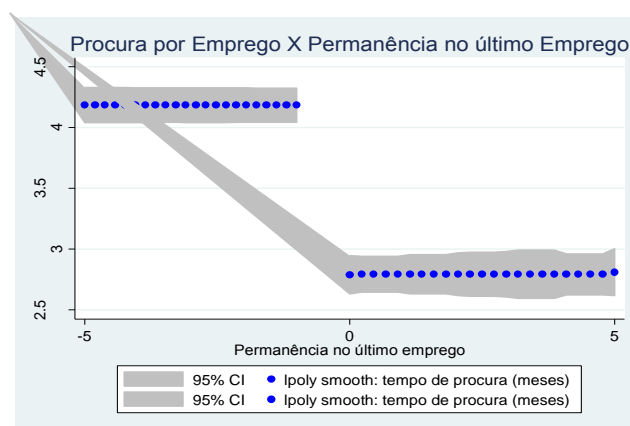 Procura por Emprego X Permanência no último Emprego
4.5
4
3.5
3
2.5
-5 0 5
Permanência no último emprego
95% CI lpoly smooth: tempo de procura (meses)
95% CI lpoly smooth: tempo de procura (meses)